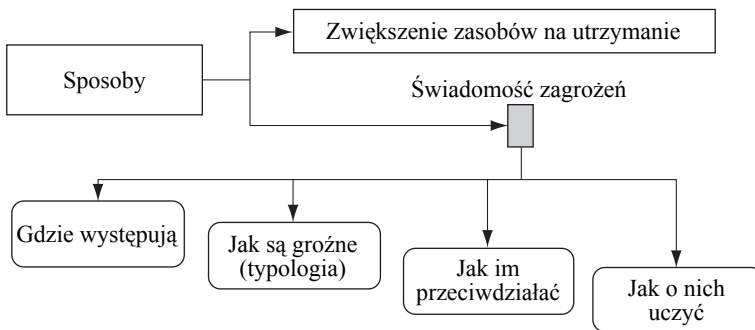 Zwiększenie zasobów na utrzymanie
Sposoby
Świadomość zagrożeń
Gdzie występują
Jak są groźne
(typologia)
Jak im
przeciwdziałać
Jak o nich
uczyć